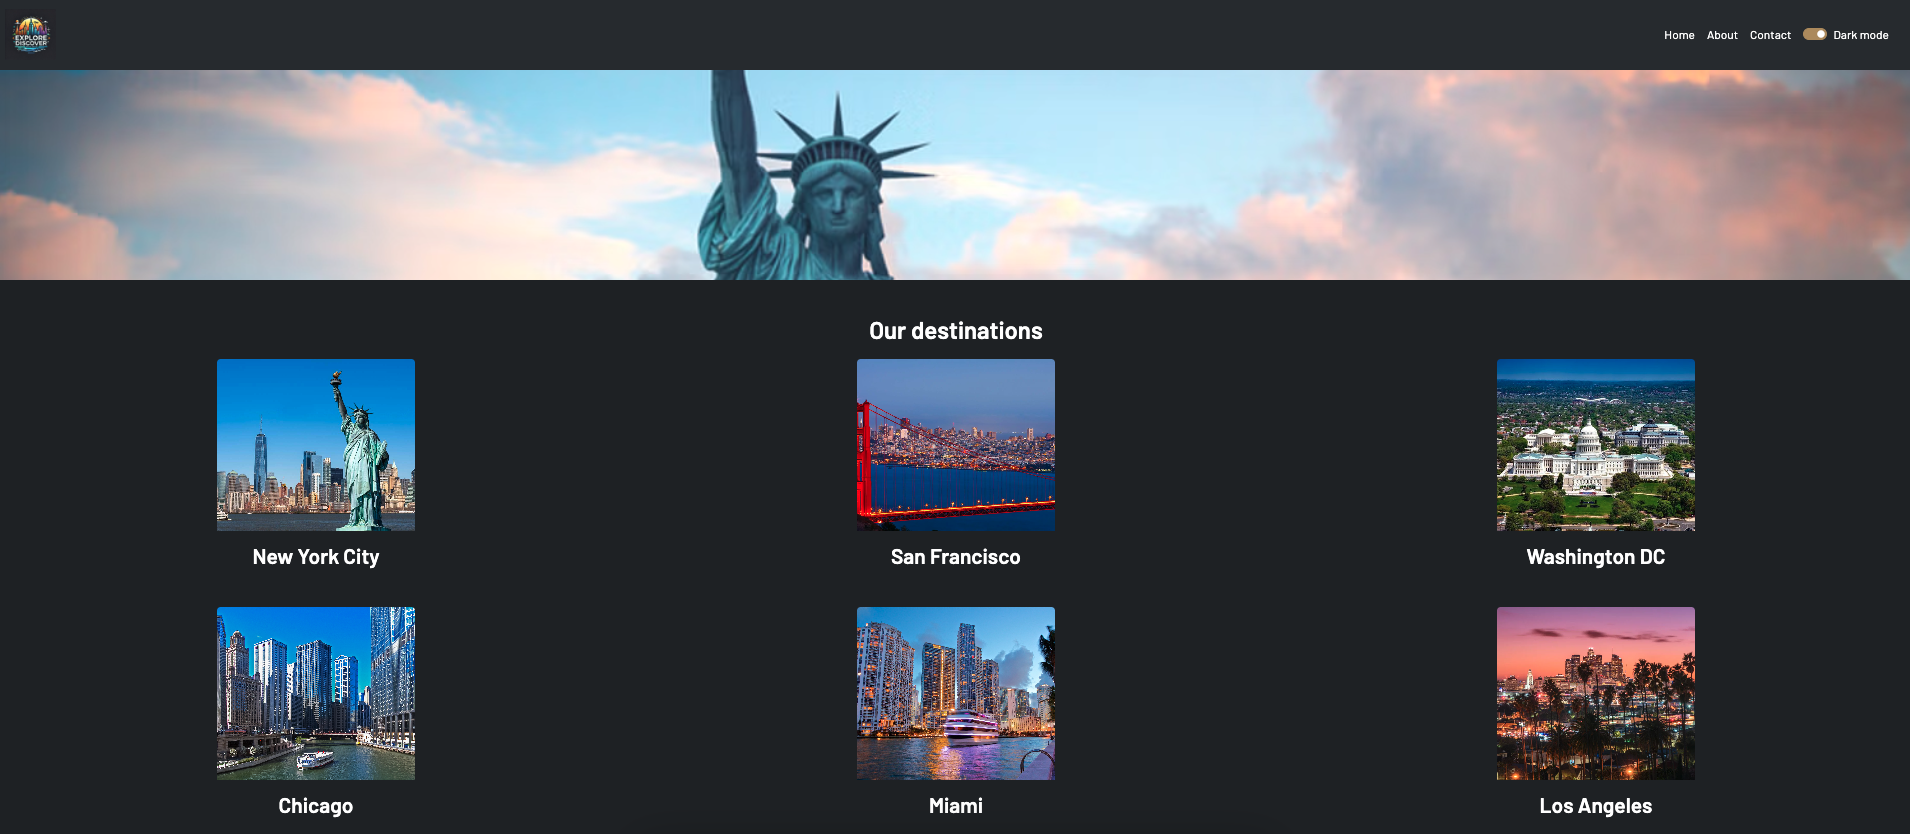 EXPLORE
DISCOVER
Home About Contact Dark mode
Our destinations
New York City San Francisco Washington DC
Chicago Miami Los Angeles